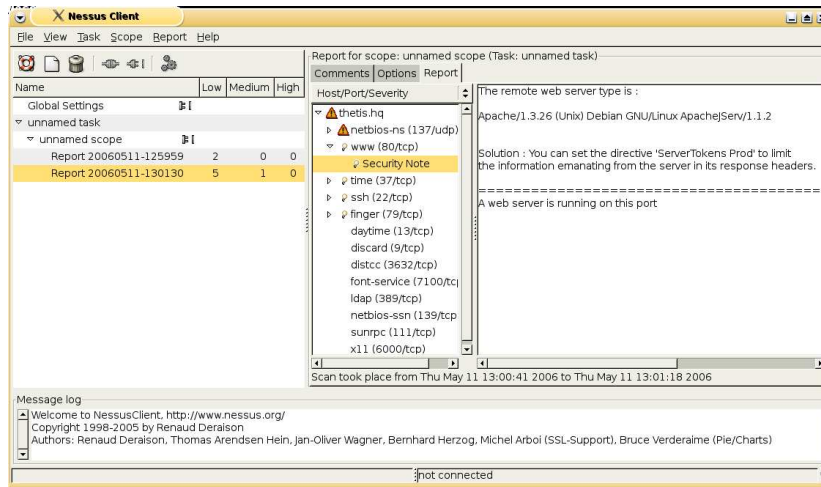 Nessus Client
File View Task Scope Report Help
Name Low Medium High
Global Settings
unnamed task
unnamed scope
Report 20060511-125959 2 0 0
Report 20060511-130130 5 1 0
Report for scope: unnamed scope (Task: unnamed task)
Comments Options Report
Host/Port/Severity
thetis.hq
netbios-ns (137/udp)
www (80/tcp)
Security Note
time (37/tcp)
ssh (22/tcp)
finger (79/tcp)
daytime (13/tcp)
discard (9/tcp)
distcc (3632/tcp)
font-service (7100/tcp
ldap (389/tcp)
netbios-ssn (139/tcp
sunrpc (111/tcp)
x11 (6000/tcp)
The remote web server type is :
Apache/1.3.26 (Unix) Debian GNU/Linux ApacheJServ/1.1.2
Solution : You can set the directive 'ServerTokens Prod' to limit
the information emanating from the server in its response headers.
A web server is running on this port
Scan took place from Thu May 11 13:00:41 2006 to Thu May 11 13:01:18 2006
Message log
Welcome to NessusClient, http://www.nessus.org/
Copyright 1998-2005 by Renaud Deraison
Authors: Renaud Deraison, Thomas Arendsen Hein, Jan-Oliver Wagner, Bernhard Herzog, Michel Arboi (SSL-Support), Bruce Verderaime (Pie/Charts)
not connected